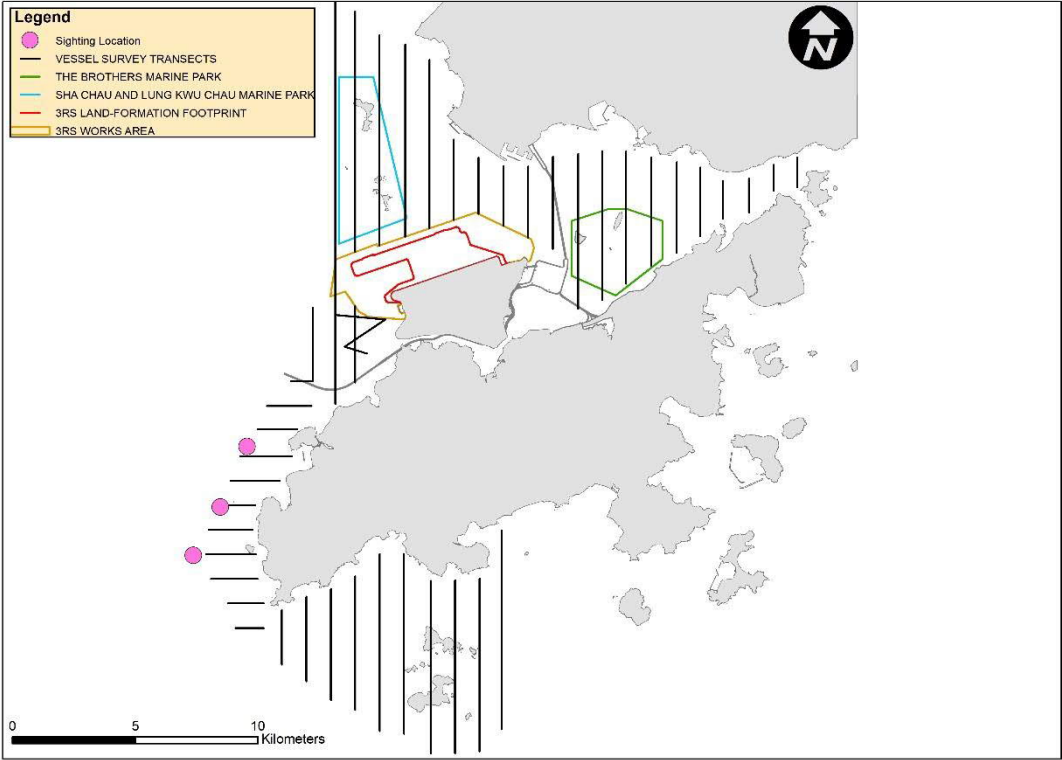 Legend
Sighting Location
VESSEL SURVEY TRANSECTS
THE BROTHERS MARINE PARK
SHA CHAU AND LUNG KWU CHAU MARINE PARK
3RS LAND-FORMATION FOOTPRINT
3RS WORKS AREA
N
0 5 10
Kilometers